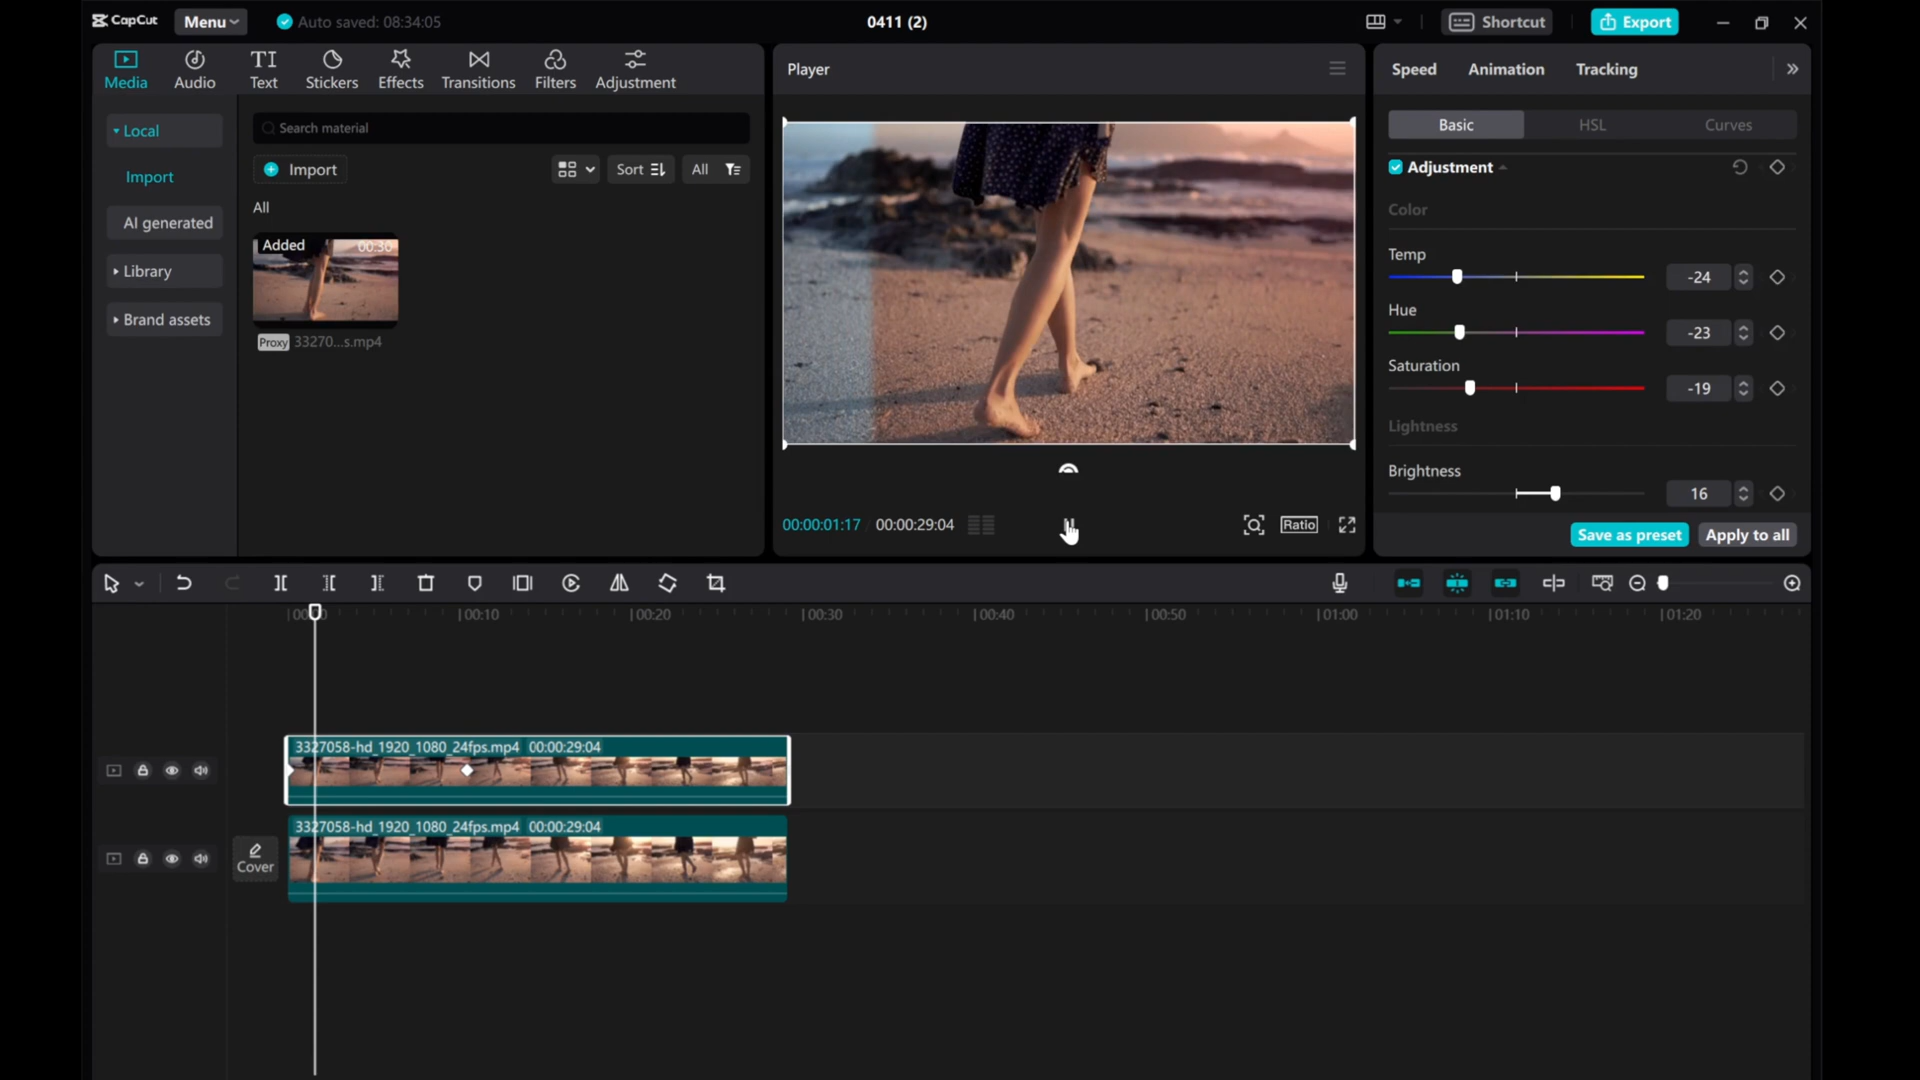 CapCut
Menu
Auto saved: 08:34:05
0411 (2)
Shortcut
Export
Media
Audio
TI
Text
Stickers
Effects
Transitions
Filters
Adjustment
Local
Import
AI generated
Library
Brand assets
Search material
Import
Sort
All
All
Added
00:30
Proxy
33270...s.mp4
Player
00:00:01:17
00:00:29:04
Ratio
Speed
Animation
Tracking
Basic
HSL
Curves
Adjustment
Color
Temp
-24
Hue
-23
Saturation
-19
Lightness
Brightness
16
Save as preset
Apply to all
00:10
00:20
00:30
00:40
00:50
01:00
01:10
01:20
3327058-hd_1920_1080_24fps.mp4 00:00:29:04
3327058-hd_1920_1080_24fps.mp4 00:00:29:04
Cover